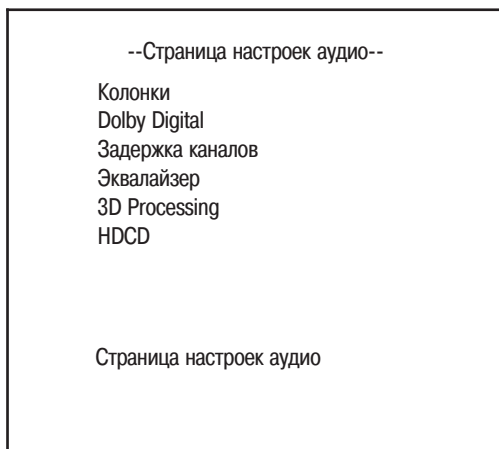 --Страница настроек аудио--
Колонки
Dolby Digital
Задержка каналов
Эквалайзер
3D Processing
HDCD
Страница настроек аудио